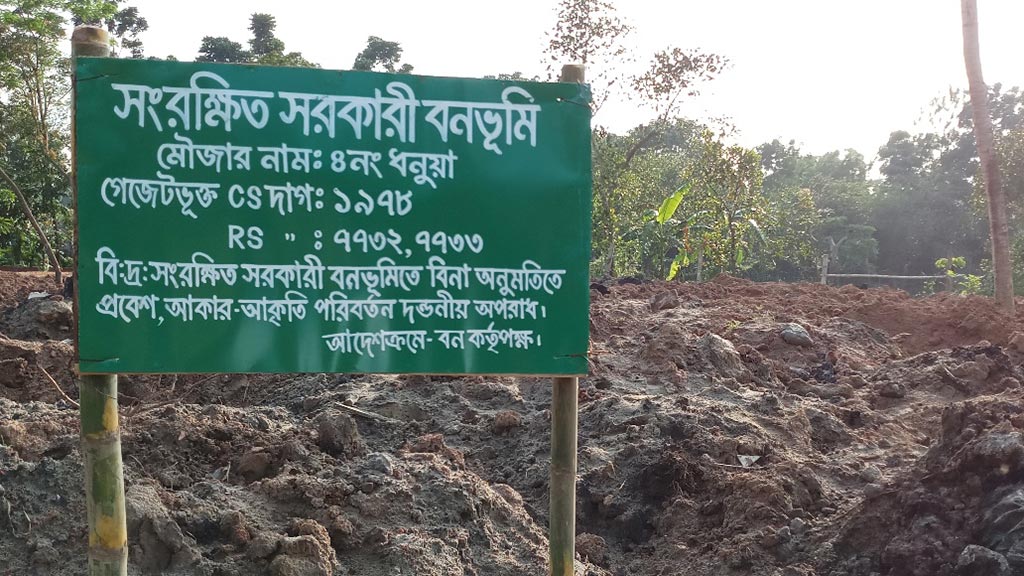 সংরক্ষিত সরকারী বনভূমি
মৌজার নাম: ৪নং ধনুয়া
গেজেটভূক্ত CS দাগ: ১৯৭৮
RS " : ৭৭৩২, ৭৭৩৩
বি:দ্র: সংরক্ষিত সরকারী বনভূমিতে বিনা অনুমতিতে
প্রবেশ, আকার-আকৃতি পরিবর্তন দন্ডনীয় অপরাধ।
আদেশক্রমে- বন কর্তৃপক্ষ।